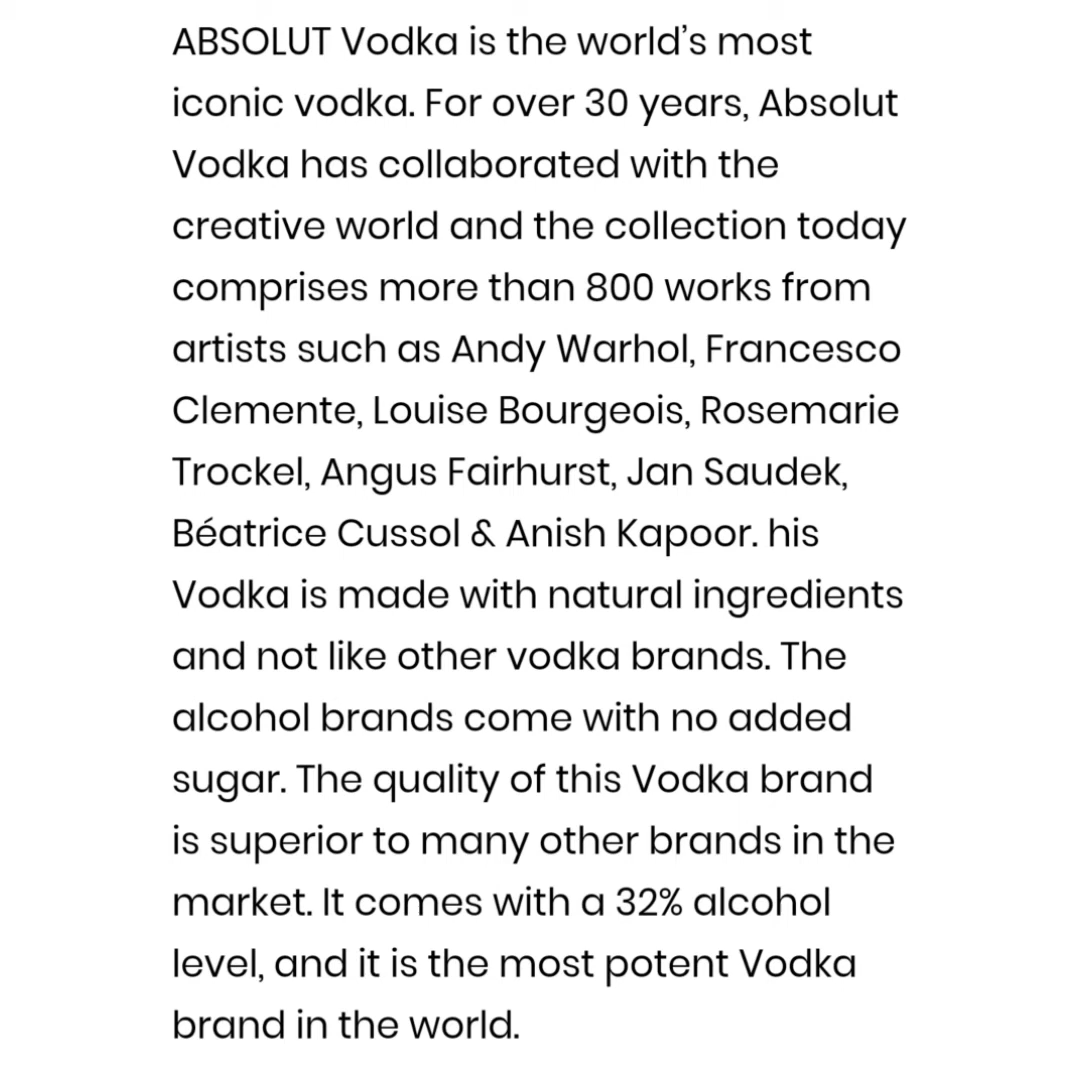 ABSOLUT Vodka is the world’s most
iconic vodka. For over 30 years, Absolut
Vodka has collaborated with the
creative world and the collection today
comprises more than 800 works from
artists such as Andy Warhol, Francesco
Clemente, Louise Bourgeois, Rosemarie
Trockel, Angus Fairhurst, Jan Saudek,
Béatrice Cussol & Anish Kapoor. his
Vodka is made with natural ingredients
and not like other vodka brands. The
alcohol brands come with no added
sugar. The quality of this Vodka brand
is superior to many other brands in the
market. It comes with a 32% alcohol
level, and it is the most potent Vodka
brand in the world.